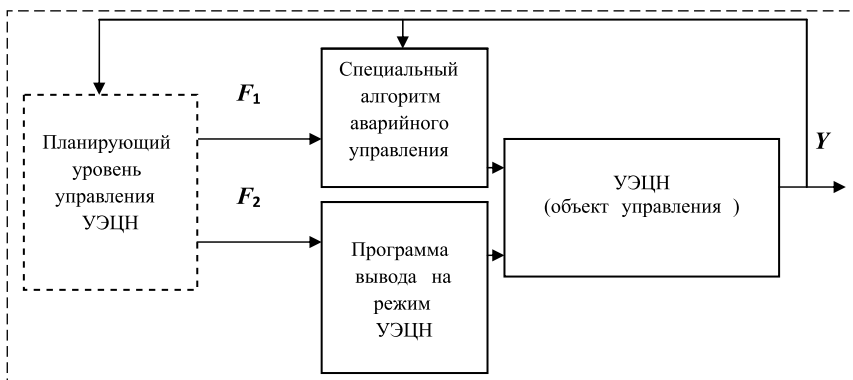 Планирующий
уровень
управления
УЭЦН
F₁
F₂
Специальный
алгоритм
аварийного
управления
Программа
вывода на
режим
УЭЦН
УЭЦН
(объект управления )
Y